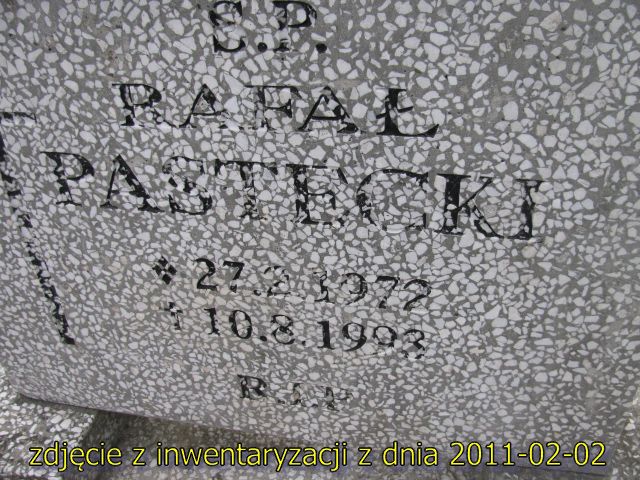 Ś.P.
RAFAŁ
PASTECKI
27.2.1972
† 10.8.1993
R.I.P
zdjęcie z inwentaryzacji z dnia 2011-02-02